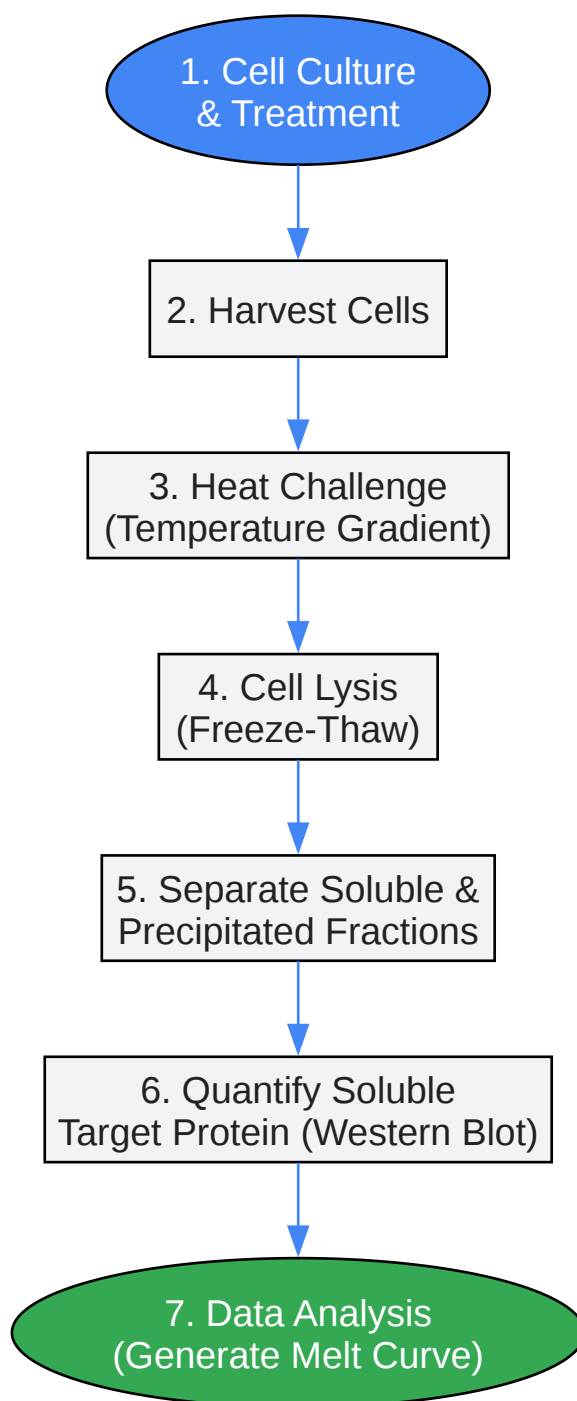 1. Cell Culture
& Treatment
2. Harvest Cells
3. Heat Challenge
(Temperature Gradient)
4. Cell Lysis
(Freeze-Thaw)
5. Separate Soluble &
Precipitated Fractions
6. Quantify Soluble
Target Protein (Western Blot)
7. Data Analysis
(Generate Melt Curve)